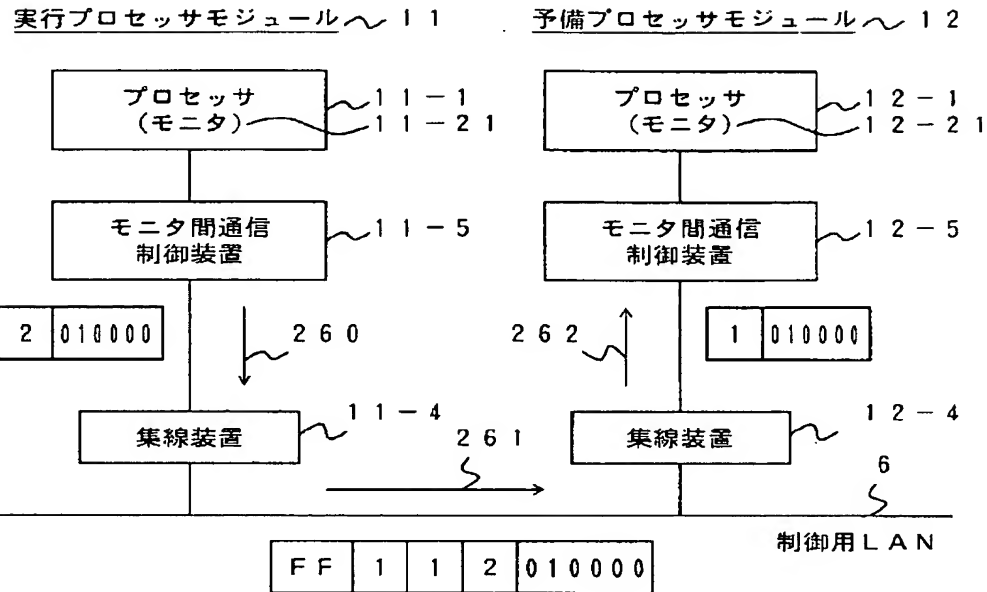 実行プロセッサモジュール 11
予備プロセッサモジュール 12
プロセッサ
(モニタ)
11-1
11-21
プロセッサ
(モニタ)
12-1
12-21
モニタ間通信
制御装置
11-5
モニタ間通信
制御装置
12-5
2 010000
260
262
1 010000
集線装置
11-4
261
集線装置
12-4
6
制御用LAN
FF 1 1 2 010000